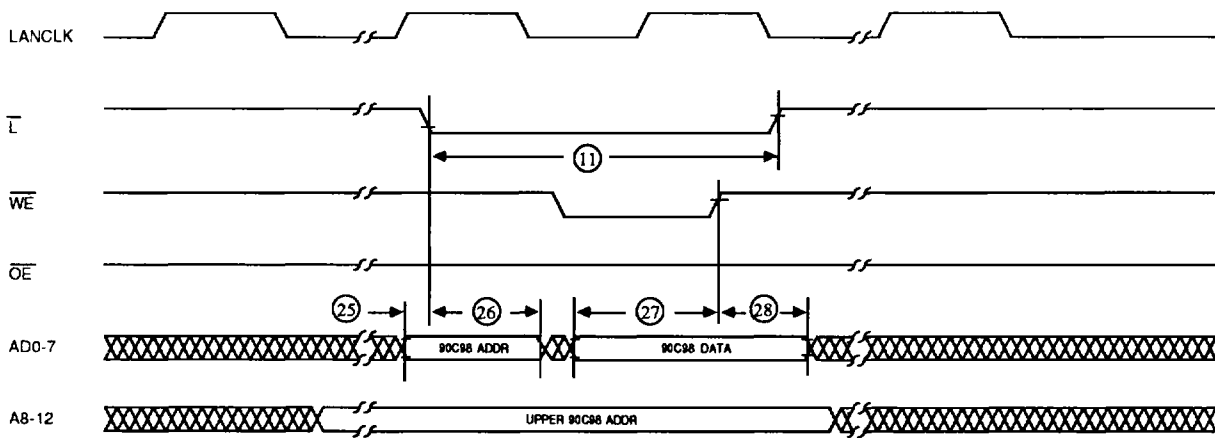 LANCLK
L
11
WE
OE
25 26 27 28
AD0-7 90C98 ADDR 90C98 DATA
A8-12 UPPER 90C98 ADDR